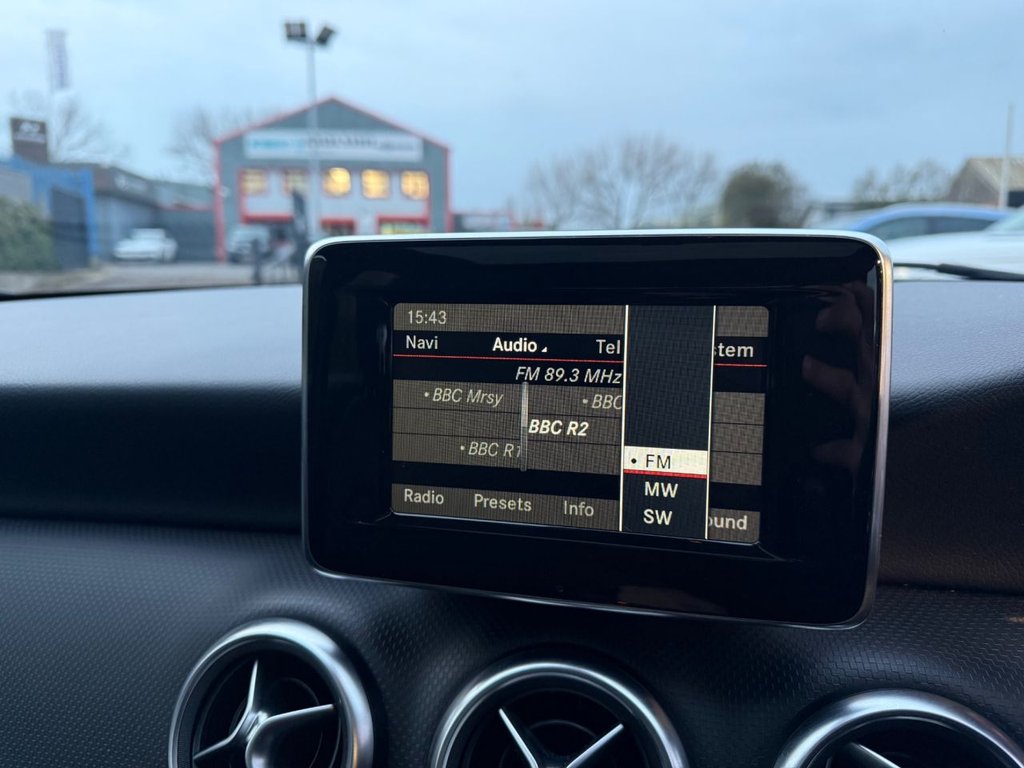 15:43
Navi Audio Tel stem
FM 89.3 MHz
• BBC Mrsy • BBC
BBC R2
• BBC R1
• FM
MW
SW
Radio Presets Info ound